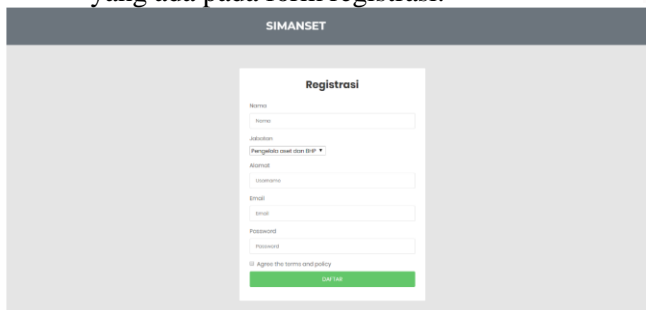 yang ada pada form registrasi.
SIMANSET
Registrasi
Nama
Nama
Jabatan
Pengelola aset dan BHP
Alamat
Username
Email
Email
Password
Password
Agree the terms and policy
DAFTAR